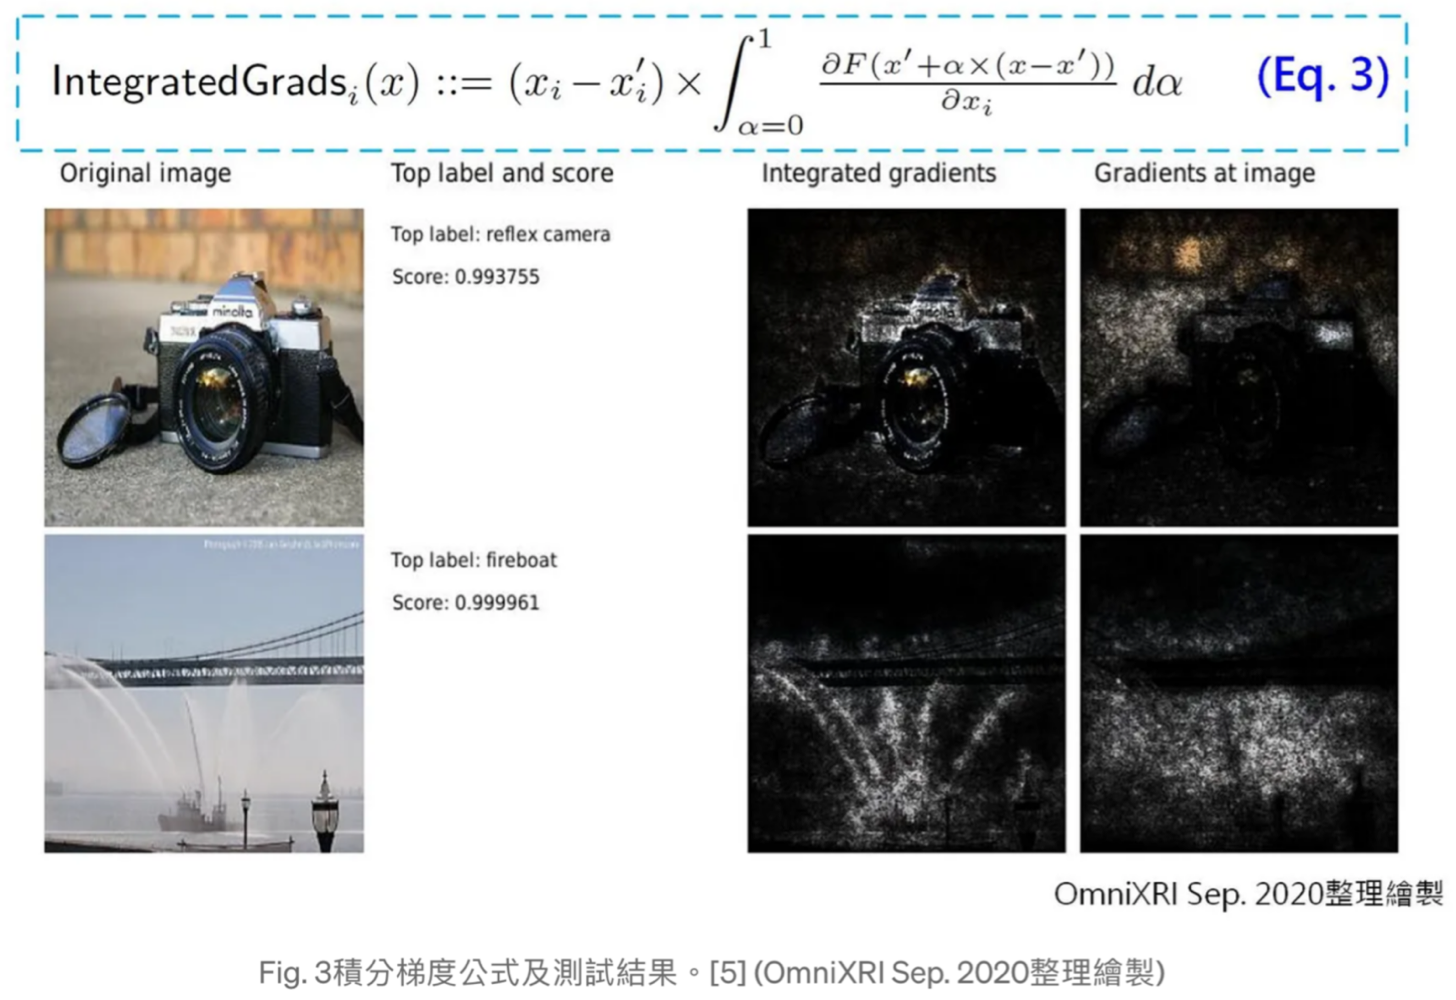 IntegratedGrads_i(x) ::= (x_i − x′_i) × ∫_{α=0}^{1} ∂F(x′+α×(x−x′))/∂x_i dα (Eq. 3)
Original image Top label and score Integrated gradients Gradients at image
Top label: reflex camera
Score: 0.993755
minolta
Top label: fireboat
Score: 0.999961
OmniXRI Sep. 2020整理繪製
Fig. 3積分梯度公式及測試結果。[5] (OmniXRI Sep. 2020整理繪製)